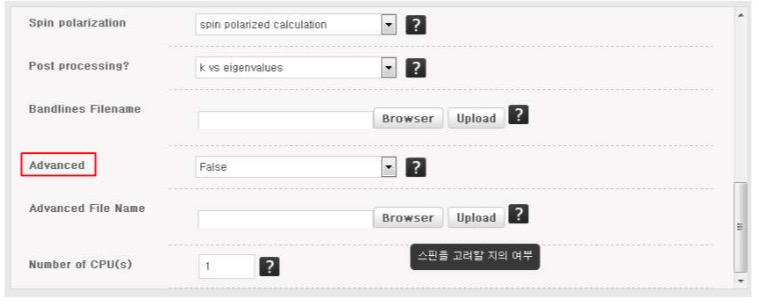 Spin polarization
spin polarized calculation
?
Post processing?
k vs eigenvalues
?
Bandlines Filename
Browser
Upload
?
Advanced
False
?
Advanced File Name
Browser
Upload
?
스핀을 고려할 지의 여부
Number of CPU(s)
1
?